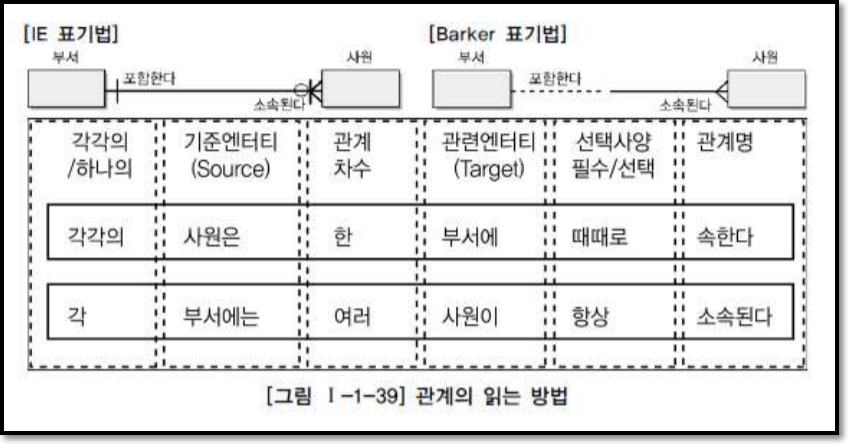 [IE 표기법] [Barker 표기법]
부서 사원 부서 사원
포함한다 포함한다
소속된다 소속된다
각각의 기준엔터티 관계 관련엔터티 선택사양 관계명
/하나의 (Source) 차수 (Target) 필수/선택
각각의 사원은 한 부서에 때때로 속한다
각 부서에는 여러 사원이 항상 소속된다
[그림 Ⅰ-1-39] 관계의 읽는 방법